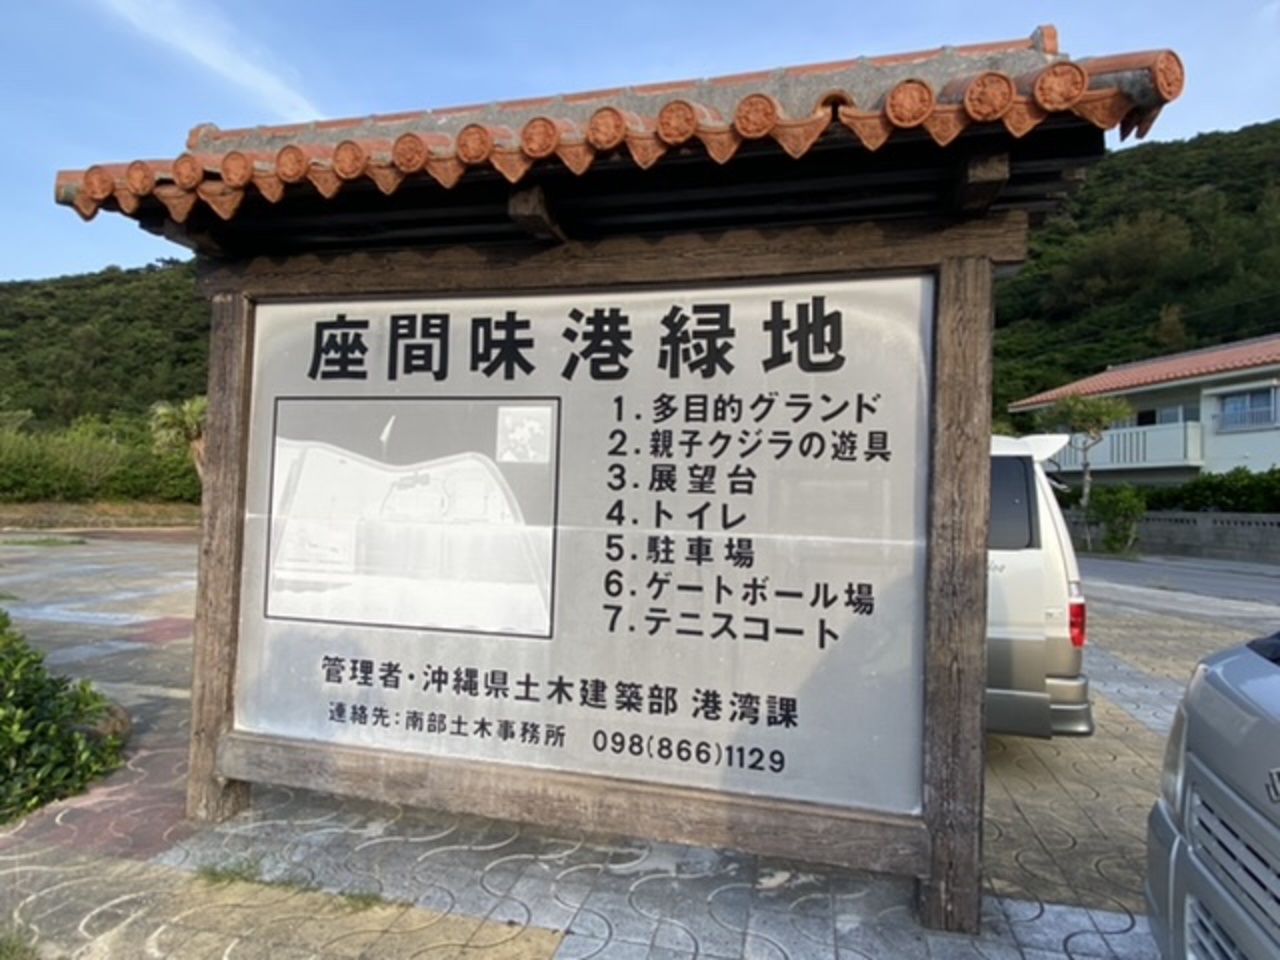 座間味港緑地
1.多目的グランド
2.親子クジラの遊具
3.展望台
4.トイレ
5.駐車場
6.ゲートボール場
7.テニスコート
管理者・沖縄県土木建築部 港湾課
連絡先:南部土木事務所 098(866)1129